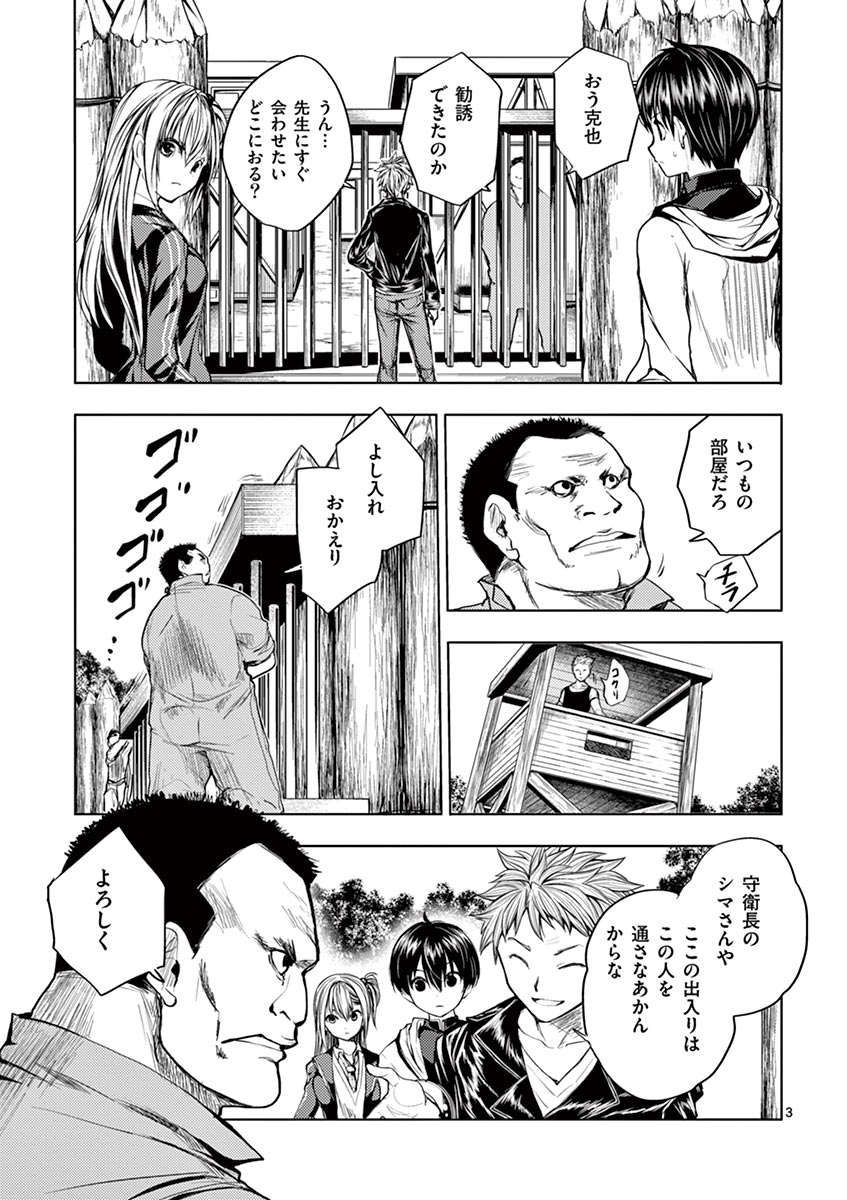 おう克也
勧誘
できたのか
うん…
先生にすぐ
会わせたい
どこにおる?
いつもの
部屋だろ
チラ
コクリ
よし入れ
おかえり
ゴゴゴゴ…
守衛長の
シマさんや
ここの出入りは
この人を
通さなあかん
からな
よろしく
3